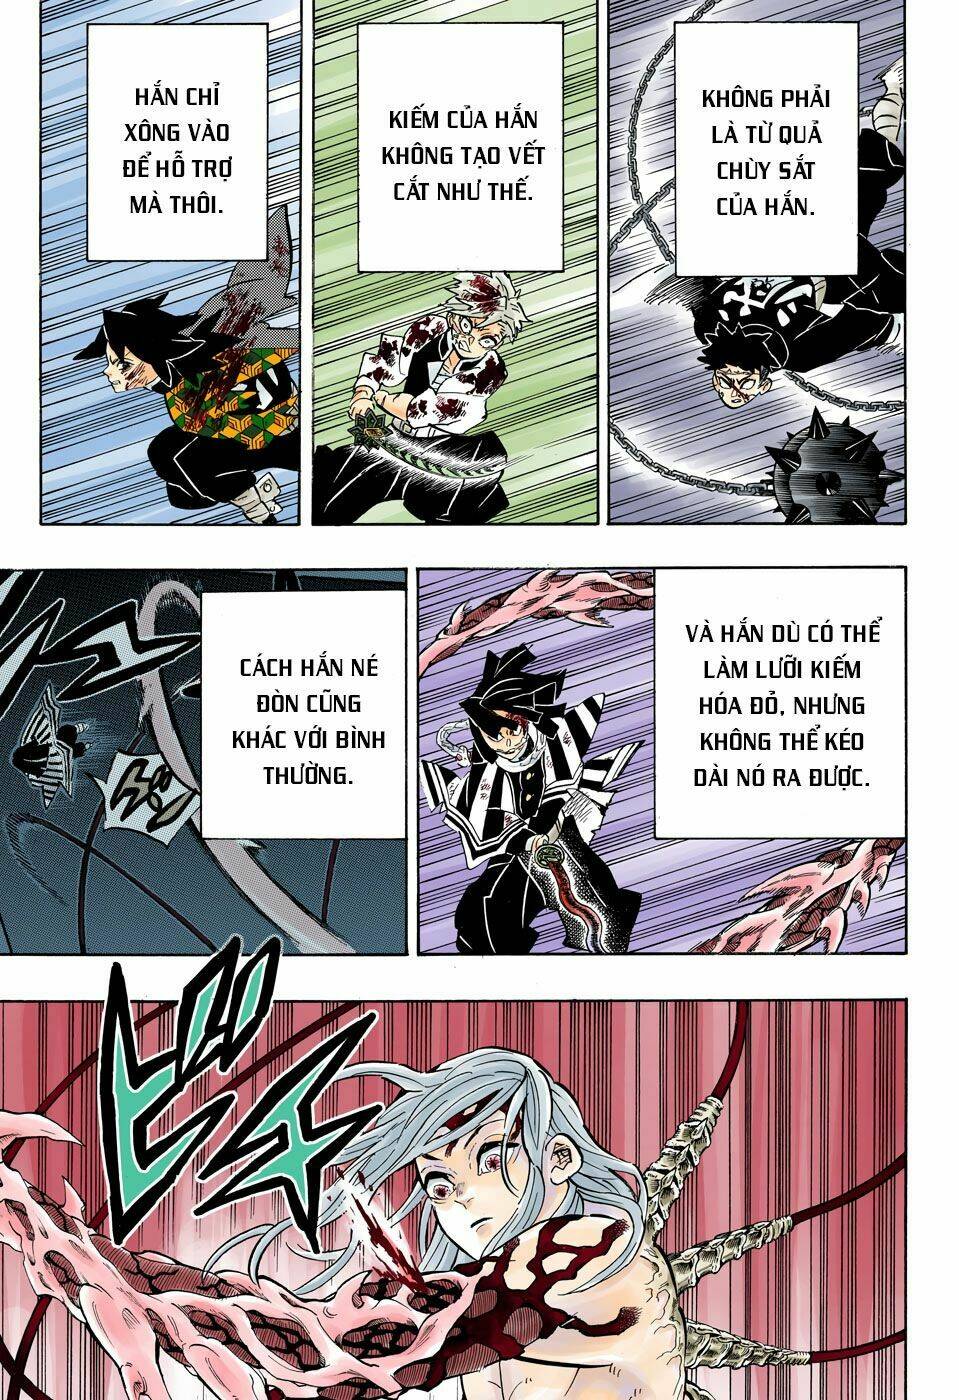 KHÔNG PHẢI
LÀ TỪ QUẢ
CHÙY SẮT
CỦA HẮN.
KIẾM CỦA HẮN
KHÔNG TẠO VẾT
CẮT NHƯ THẾ.
HẮN CHỈ
XÔNG VÀO
ĐỂ HỖ TRỢ
MÀ THÔI.
VÀ HẮN DÙ CÓ THỂ
LÀM LƯỠI KIẾM
HÓA ĐỎ, NHƯNG
KHÔNG THỂ KÉO
DÀI NÓ RA ĐƯỢC.
CÁCH HẮN NÉ
ĐÒN CŨNG
KHÁC VỚI BÌNH
THƯỜNG.